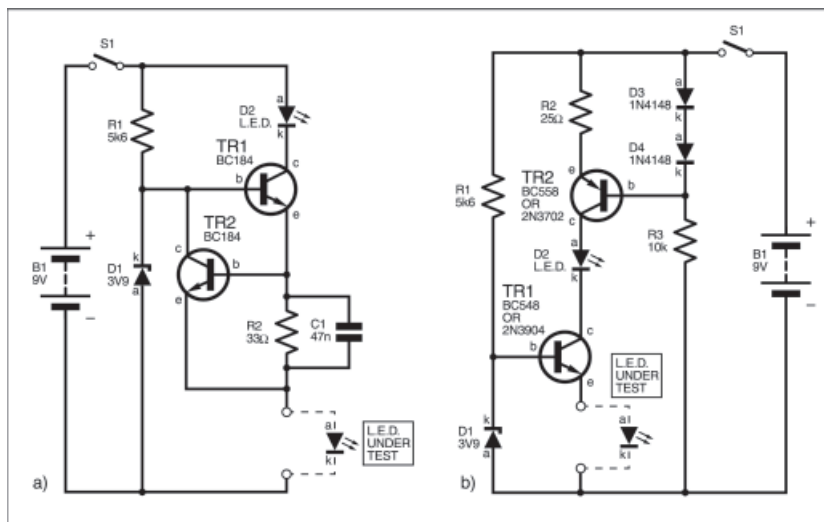 S1
R1
5k6
a
D2
L.E.D.
k
TR1
BC184
c
b
e
TR2
BC184
c
b
e
+
B1
9V
−
k
D1
3V9
a
R2
33Ω
C1
47n
a
k
L.E.D.
UNDER
TEST
a)
S1
R2
25Ω
a
D3
1N4148
k
a
D4
1N4148
k
e
TR2
BC558
OR
2N3702
b
c
R1
5k6
R3
10k
a
D2
L.E.D.
k
TR1
BC548
OR
2N3904
c
b
e
+
B1
9V
−
L.E.D.
UNDER
TEST
k
D1
3V9
a
a
k
b)